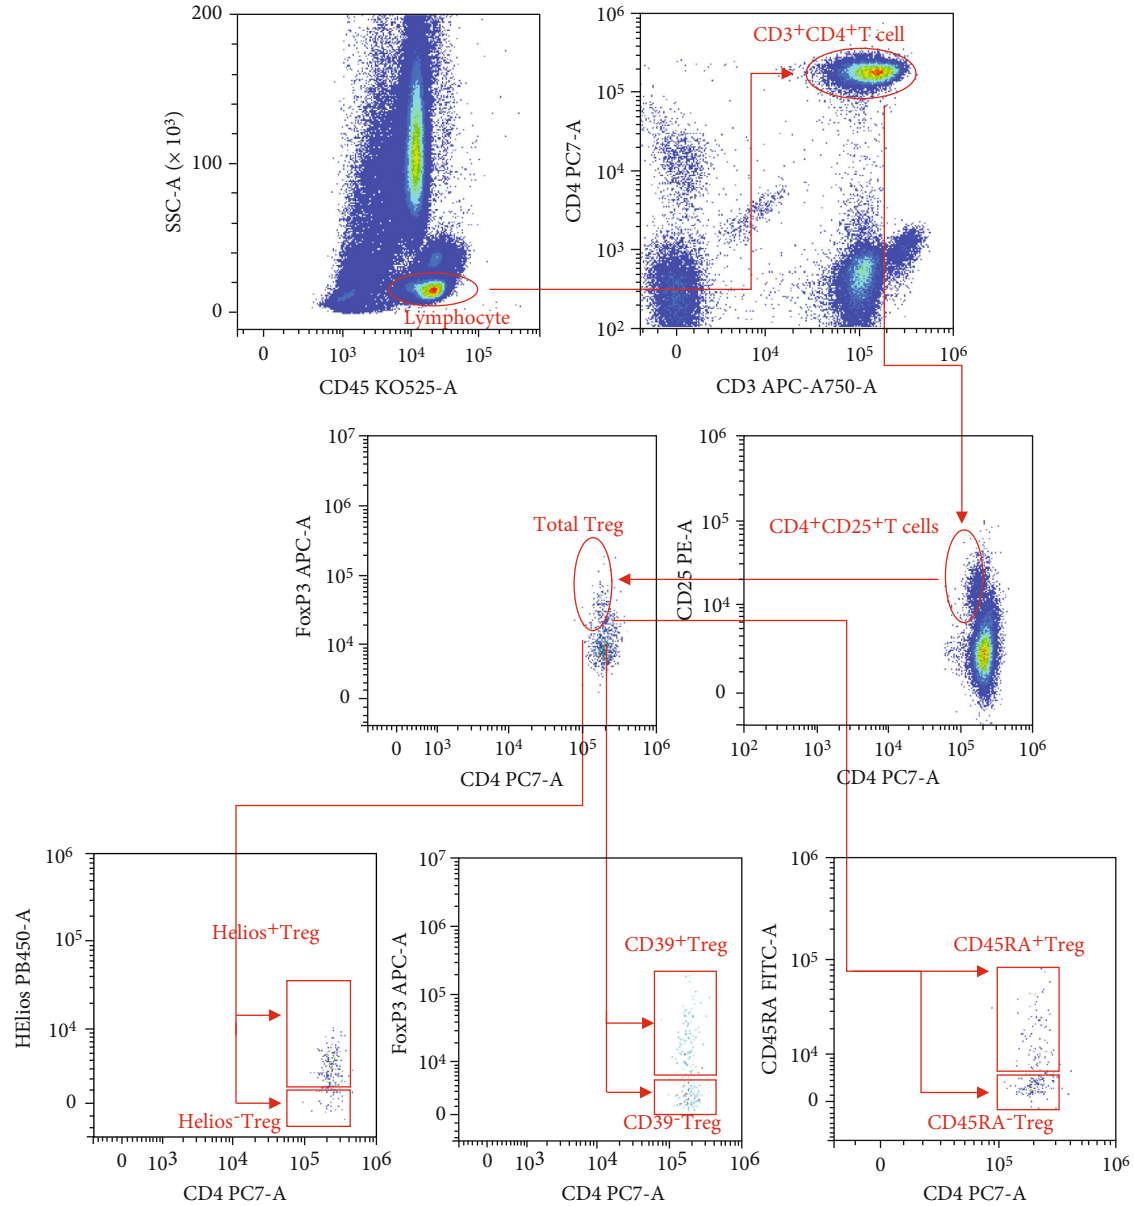 200
100
0
SSC-A (× 10³)
Lymphocyte
0 10³ 10⁴ 10⁵
CD45 KO525-A
10⁶
10⁵
10⁴
10³
10²
CD4 PC7-A
CD3⁺CD4⁺T cell
0 10⁴ 10⁵ 10⁶
CD3 APC-A750-A
10⁷
10⁶
10⁵
10⁴
0
FoxP3 APC-A
Total Treg
0 10³ 10⁴ 10⁵ 10⁶
CD4 PC7-A
10⁶
10⁵
10⁴
0
CD25 PE-A
CD4⁺CD25⁺T cells
10² 10³ 10⁴ 10⁵ 10⁶
CD4 PC7-A
10⁶
10⁵
10⁴
0
HElios PB450-A
Helios⁺Treg
Helios⁻Treg
0 10³ 10⁴ 10⁵ 10⁶
CD4 PC7-A
10⁷
10⁶
10⁵
10⁴
0
FoxP3 APC-A
CD39⁺Treg
CD39⁻Treg
0 10³ 10⁴ 10⁵ 10⁶
CD4 PC7-A
10⁶
10⁵
10⁴
0
CD45RA FITC-A
CD45RA⁺Treg
CD45RA⁻Treg
0 10⁵ 10⁶
CD4 PC7-A